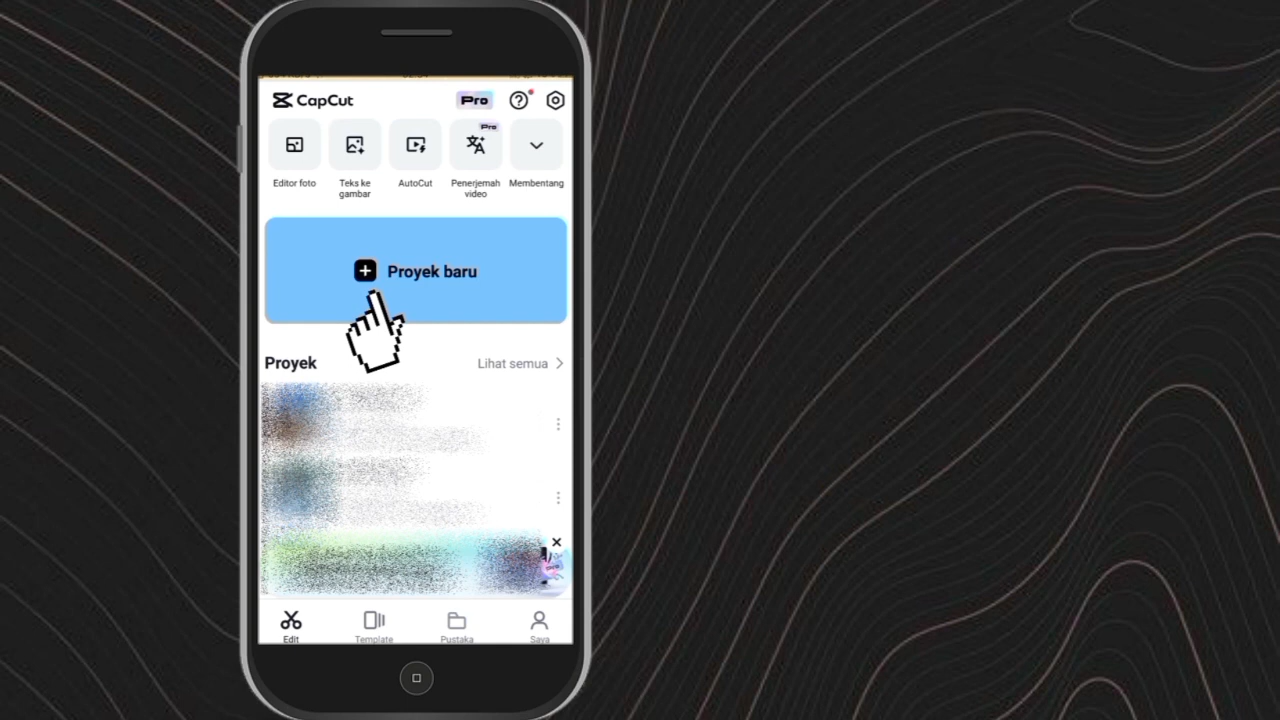 CapCut
Pro
Pro
Editor foto
Teks ke
gambar
AutoCut
Penerjemah
video
Membentang
Proyek baru
Proyek
Lihat semua
Edit
Template
Pustaka
Saya